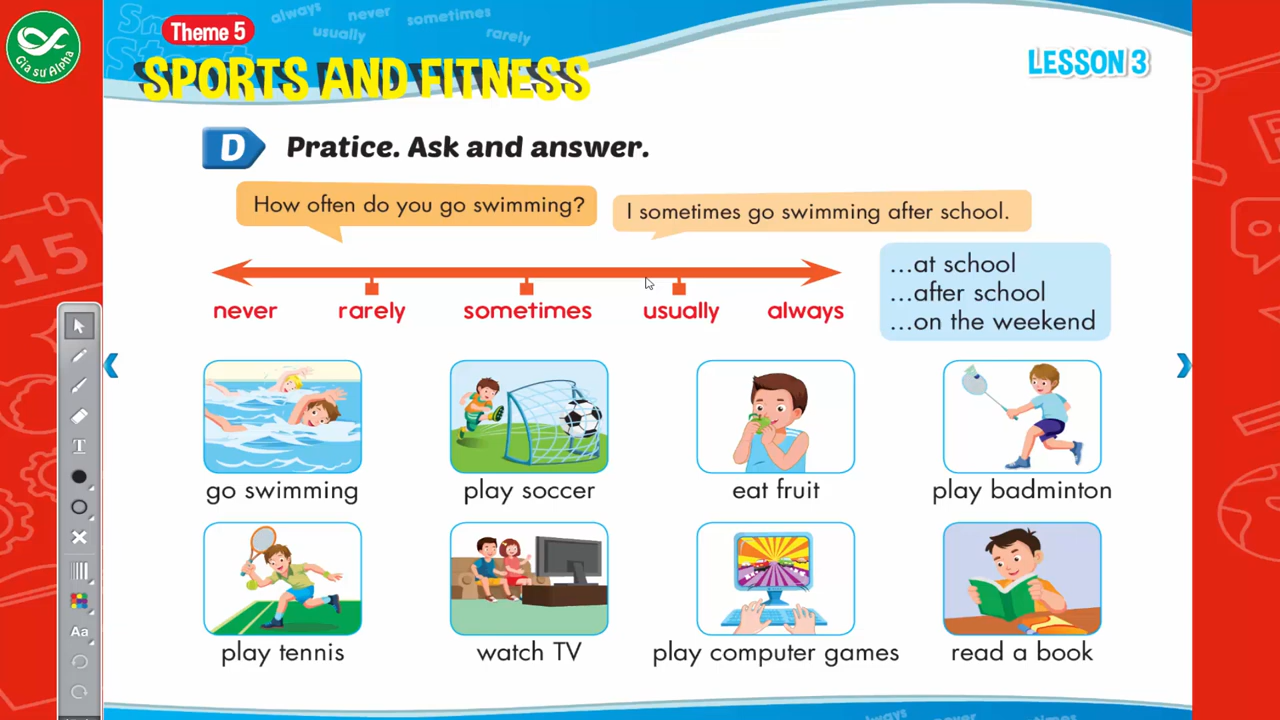 Gia sư Alpha
always never sometimes
usually rarely
Theme 5
SPORTS AND FITNESS
LESSON 3
D Pratice. Ask and answer.
How often do you go swimming?
I sometimes go swimming after school.
never rarely sometimes usually always
...at school
...after school
...on the weekend
go swimming play soccer eat fruit play badminton
play tennis watch TV play computer games read a book
T
Aa
15
always never